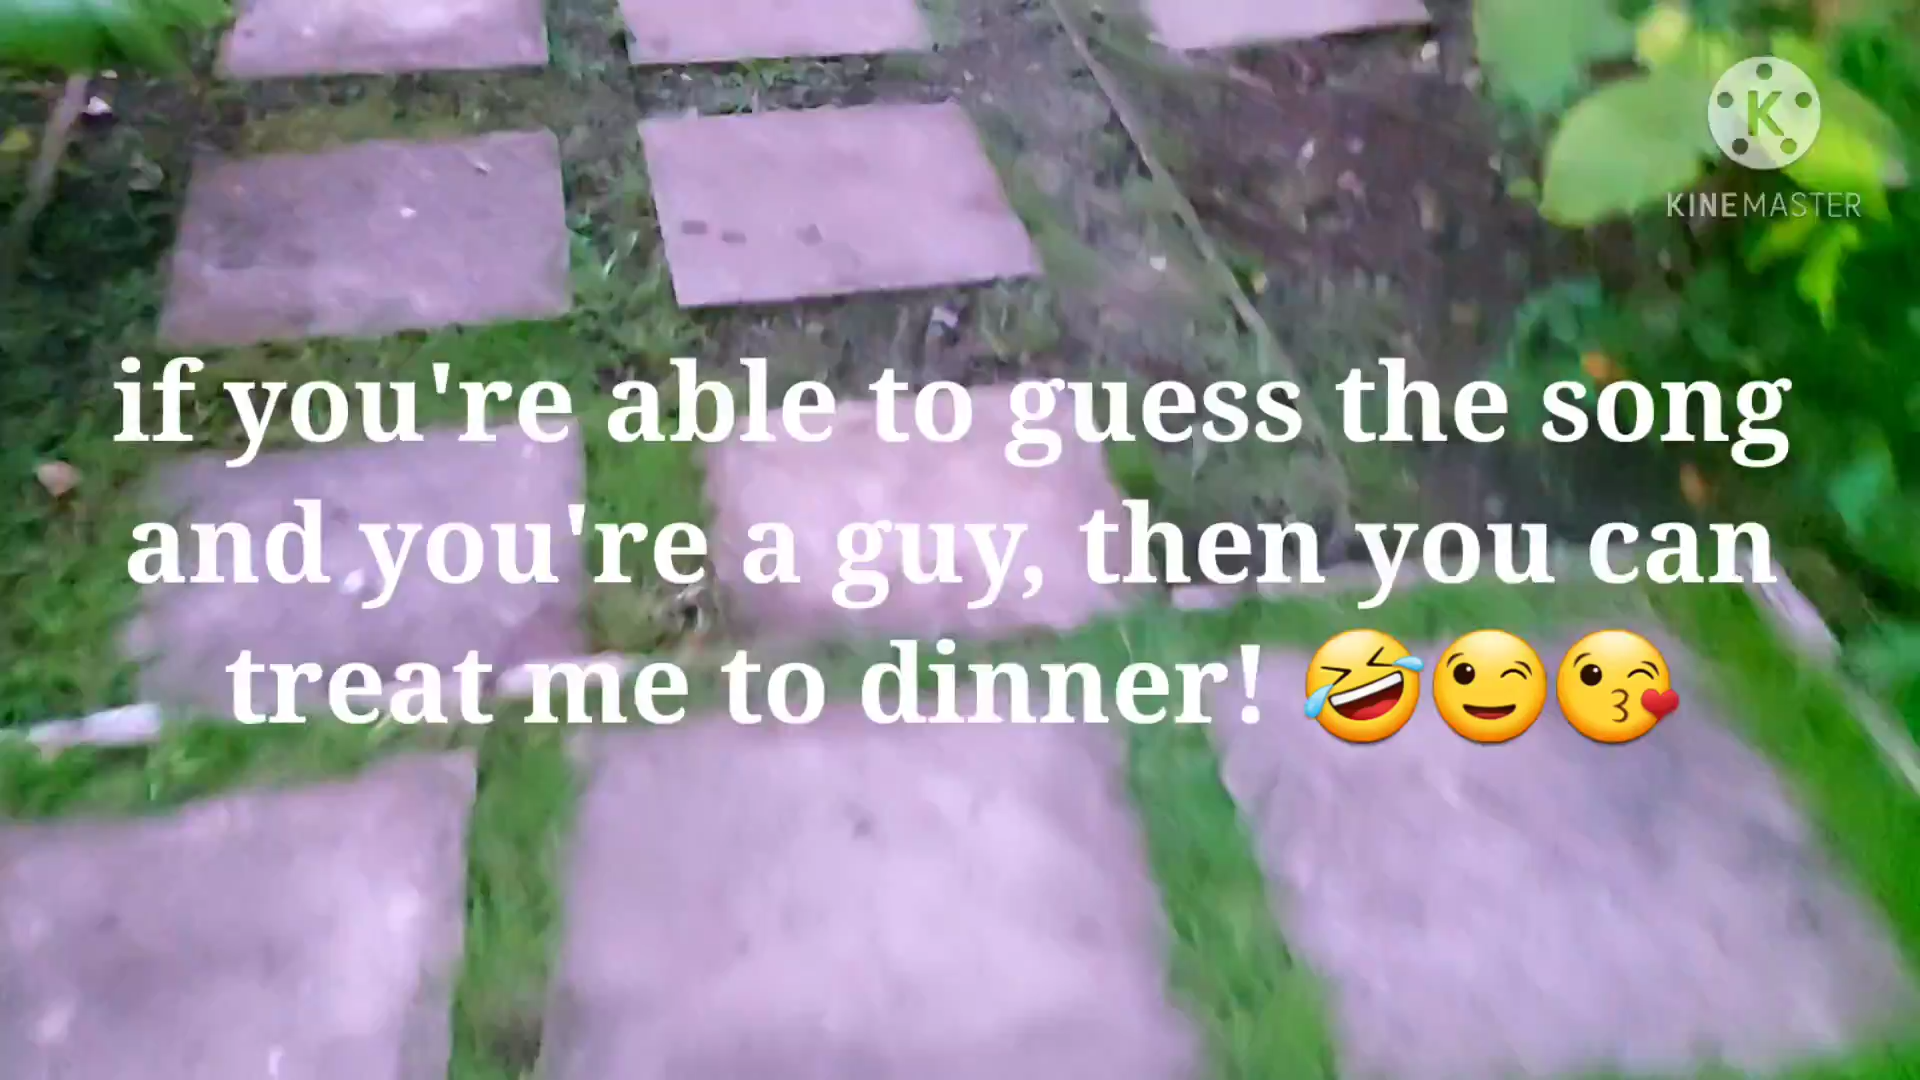 K
KINEMASTER
if you're able to guess the song
and you're a guy, then you can
treat me to dinner! 🤣😉😘